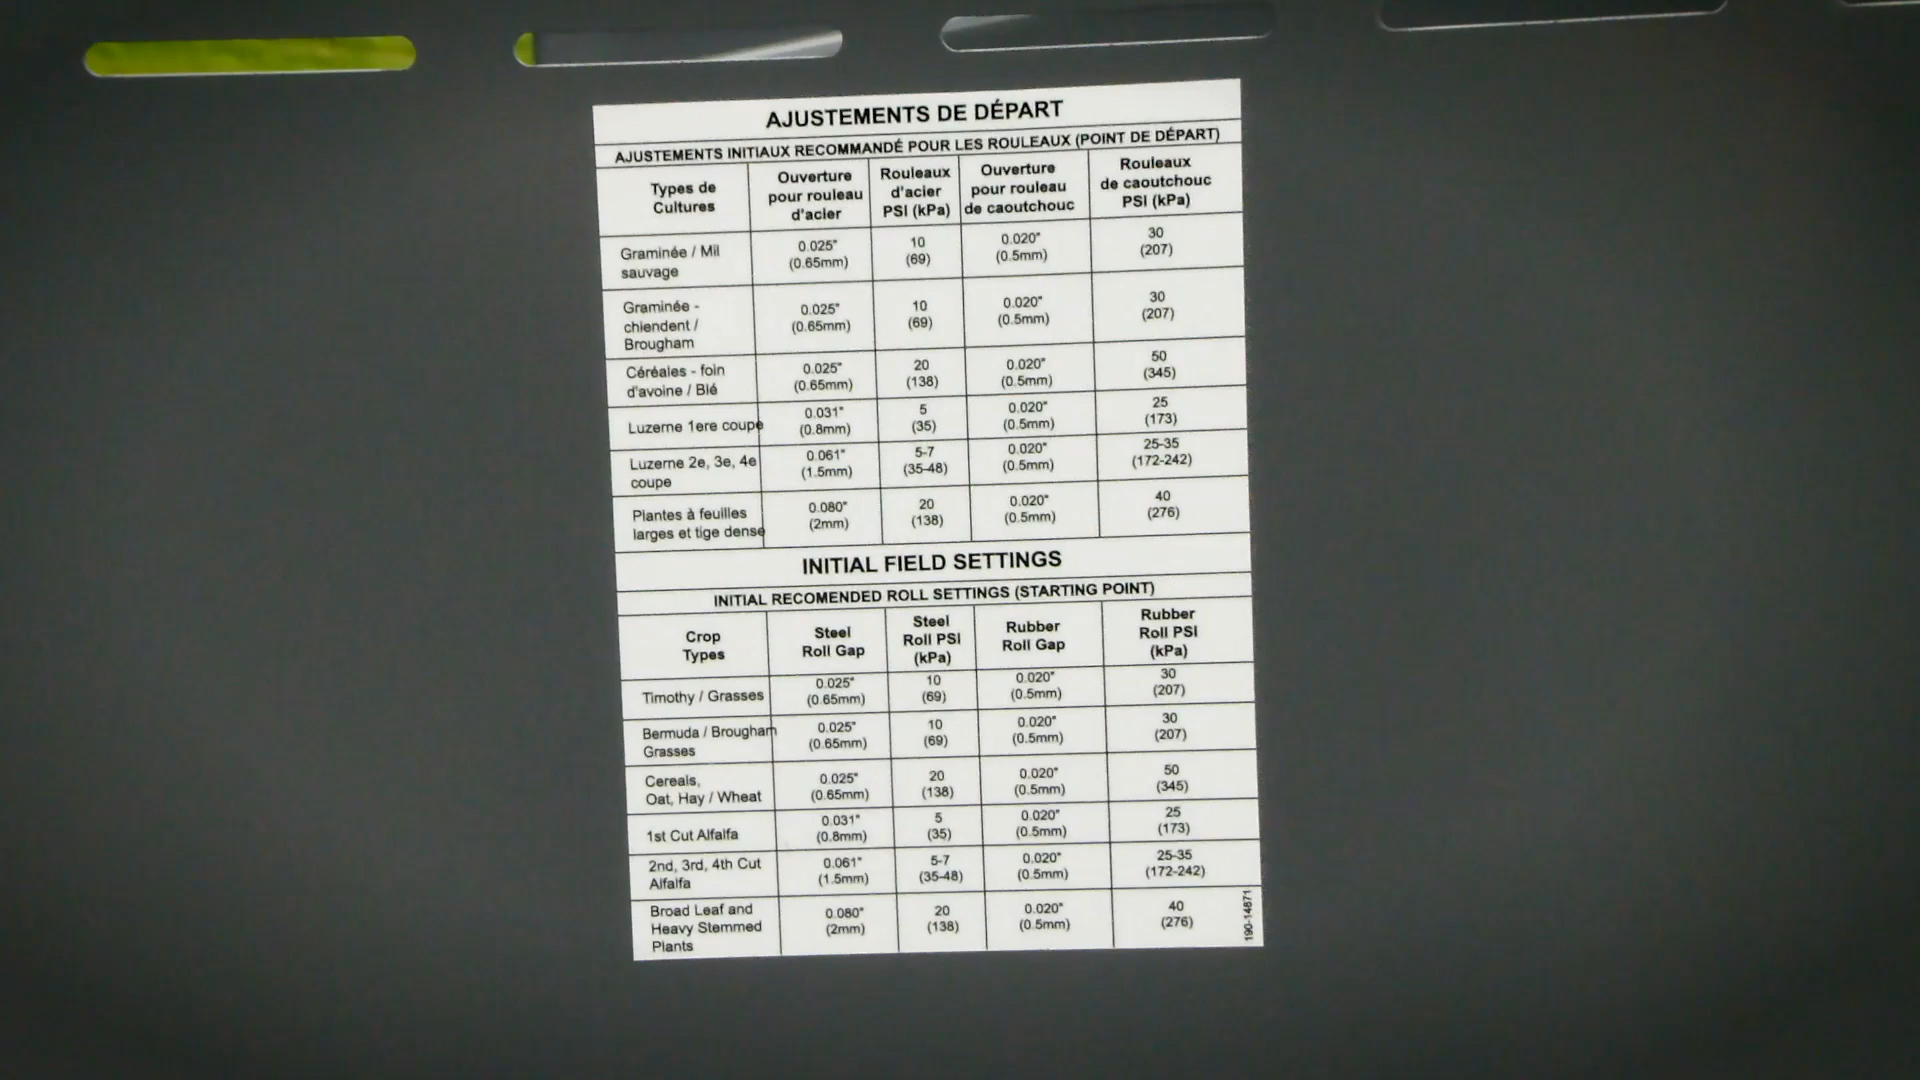 AJUSTEMENTS DE DÉPART
AJUSTEMENTS INITIAUX RECOMMANDÉ POUR LES ROULEAUX (POINT DE DÉPART)
Types de
Cultures
Ouverture
pour rouleau
d'acier
Rouleaux
d'acier
PSI (kPa)
Ouverture
pour rouleau
de caoutchouc
Rouleaux
de caoutchouc
PSI (kPa)
Graminée / Mil
sauvage
0.025"
(0.65mm)
10
(69)
0.020"
(0.5mm)
30
(207)
Graminée -
chiendent /
Brougham
0.025"
(0.65mm)
10
(69)
0.020"
(0.5mm)
30
(207)
Céréales - foin
d'avoine / Blé
0.025"
(0.65mm)
20
(138)
0.020"
(0.5mm)
50
(345)
Luzerne 1ere coupe
0.031"
(0.8mm)
5
(35)
0.020"
(0.5mm)
25
(173)
Luzerne 2e, 3e, 4e
coupe
0.061"
(1.5mm)
5-7
(35-48)
0.020"
(0.5mm)
25-35
(172-242)
Plantes à feuilles
larges et tige dense
0.080"
(2mm)
20
(138)
0.020"
(0.5mm)
40
(276)
INITIAL FIELD SETTINGS
INITIAL RECOMENDED ROLL SETTINGS (STARTING POINT)
Crop
Types
Steel
Roll Gap
Steel
Roll PSI
(kPa)
Rubber
Roll Gap
Rubber
Roll PSI
(kPa)
Timothy / Grasses
0.025"
(0.65mm)
10
(69)
0.020"
(0.5mm)
30
(207)
Bermuda / Brougham
Grasses
0.025"
(0.65mm)
10
(69)
0.020"
(0.5mm)
30
(207)
Cereals,
Oat, Hay / Wheat
0.025"
(0.65mm)
20
(138)
0.020"
(0.5mm)
50
(345)
1st Cut Alfalfa
0.031"
(0.8mm)
5
(35)
0.020"
(0.5mm)
25
(173)
2nd, 3rd, 4th Cut
Alfalfa
0.061"
(1.5mm)
5-7
(35-48)
0.020"
(0.5mm)
25-35
(172-242)
Broad Leaf and
Heavy Stemmed
Plants
0.080"
(2mm)
20
(138)
0.020"
(0.5mm)
40
(276)
190-14671